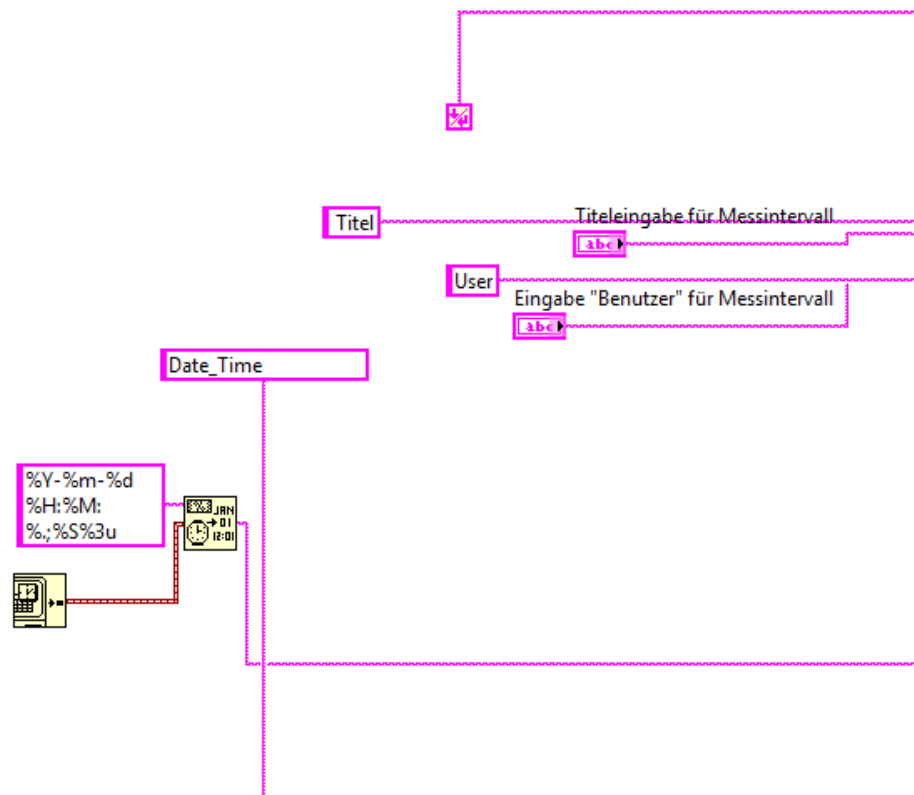 Titel
Titeleingabe für Messintervall
abc
User
Eingabe "Benutzer" für Messintervall
abc
Date_Time
%Y-%m-%d
%H:%M:
%.;%S%3u
JAN
01
12:01